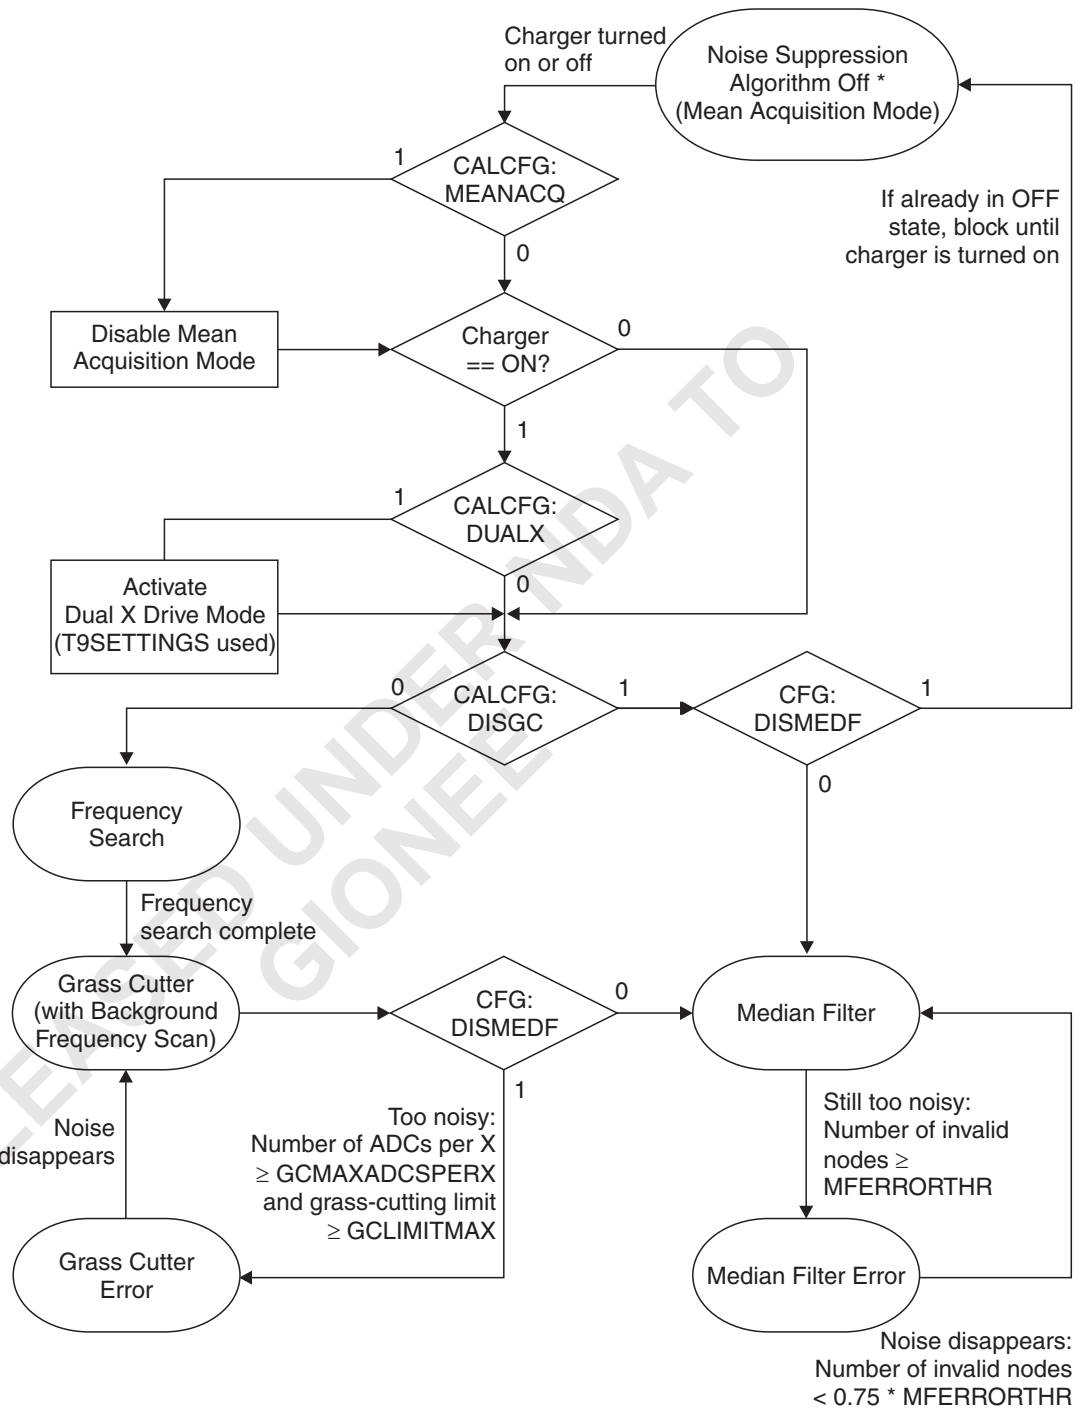 Charger turned
on or off
Noise Suppression
Algorithm Off *
(Mean Acquisition Mode)
1
CALCFG:
MEANACQ
0
If already in OFF
state, block until
charger is turned on
Disable Mean
Acquisition Mode
Charger
== ON?
0
1
1
CALCFG:
DUALX
0
Activate
Dual X Drive Mode
(T9SETTINGS used)
0
CALCFG:
DISGC
1
CFG:
DISMEDF
1
0
Frequency
Search
Frequency
search complete
Grass Cutter
(with Background
Frequency Scan)
CFG:
DISMEDF
0
1
Median Filter
Noise
disappears
Too noisy:
Number of ADCs per X
≥ GCMAXADCSPERX
and grass-cutting limit
≥ GCLIMITMAX
Still too noisy:
Number of invalid
nodes ≥
MFERRORTHR
Grass Cutter
Error
Median Filter Error
Noise disappears:
Number of invalid nodes
< 0.75 * MFERRORTHR
LEASED UNDER NDA TO
GIONEE